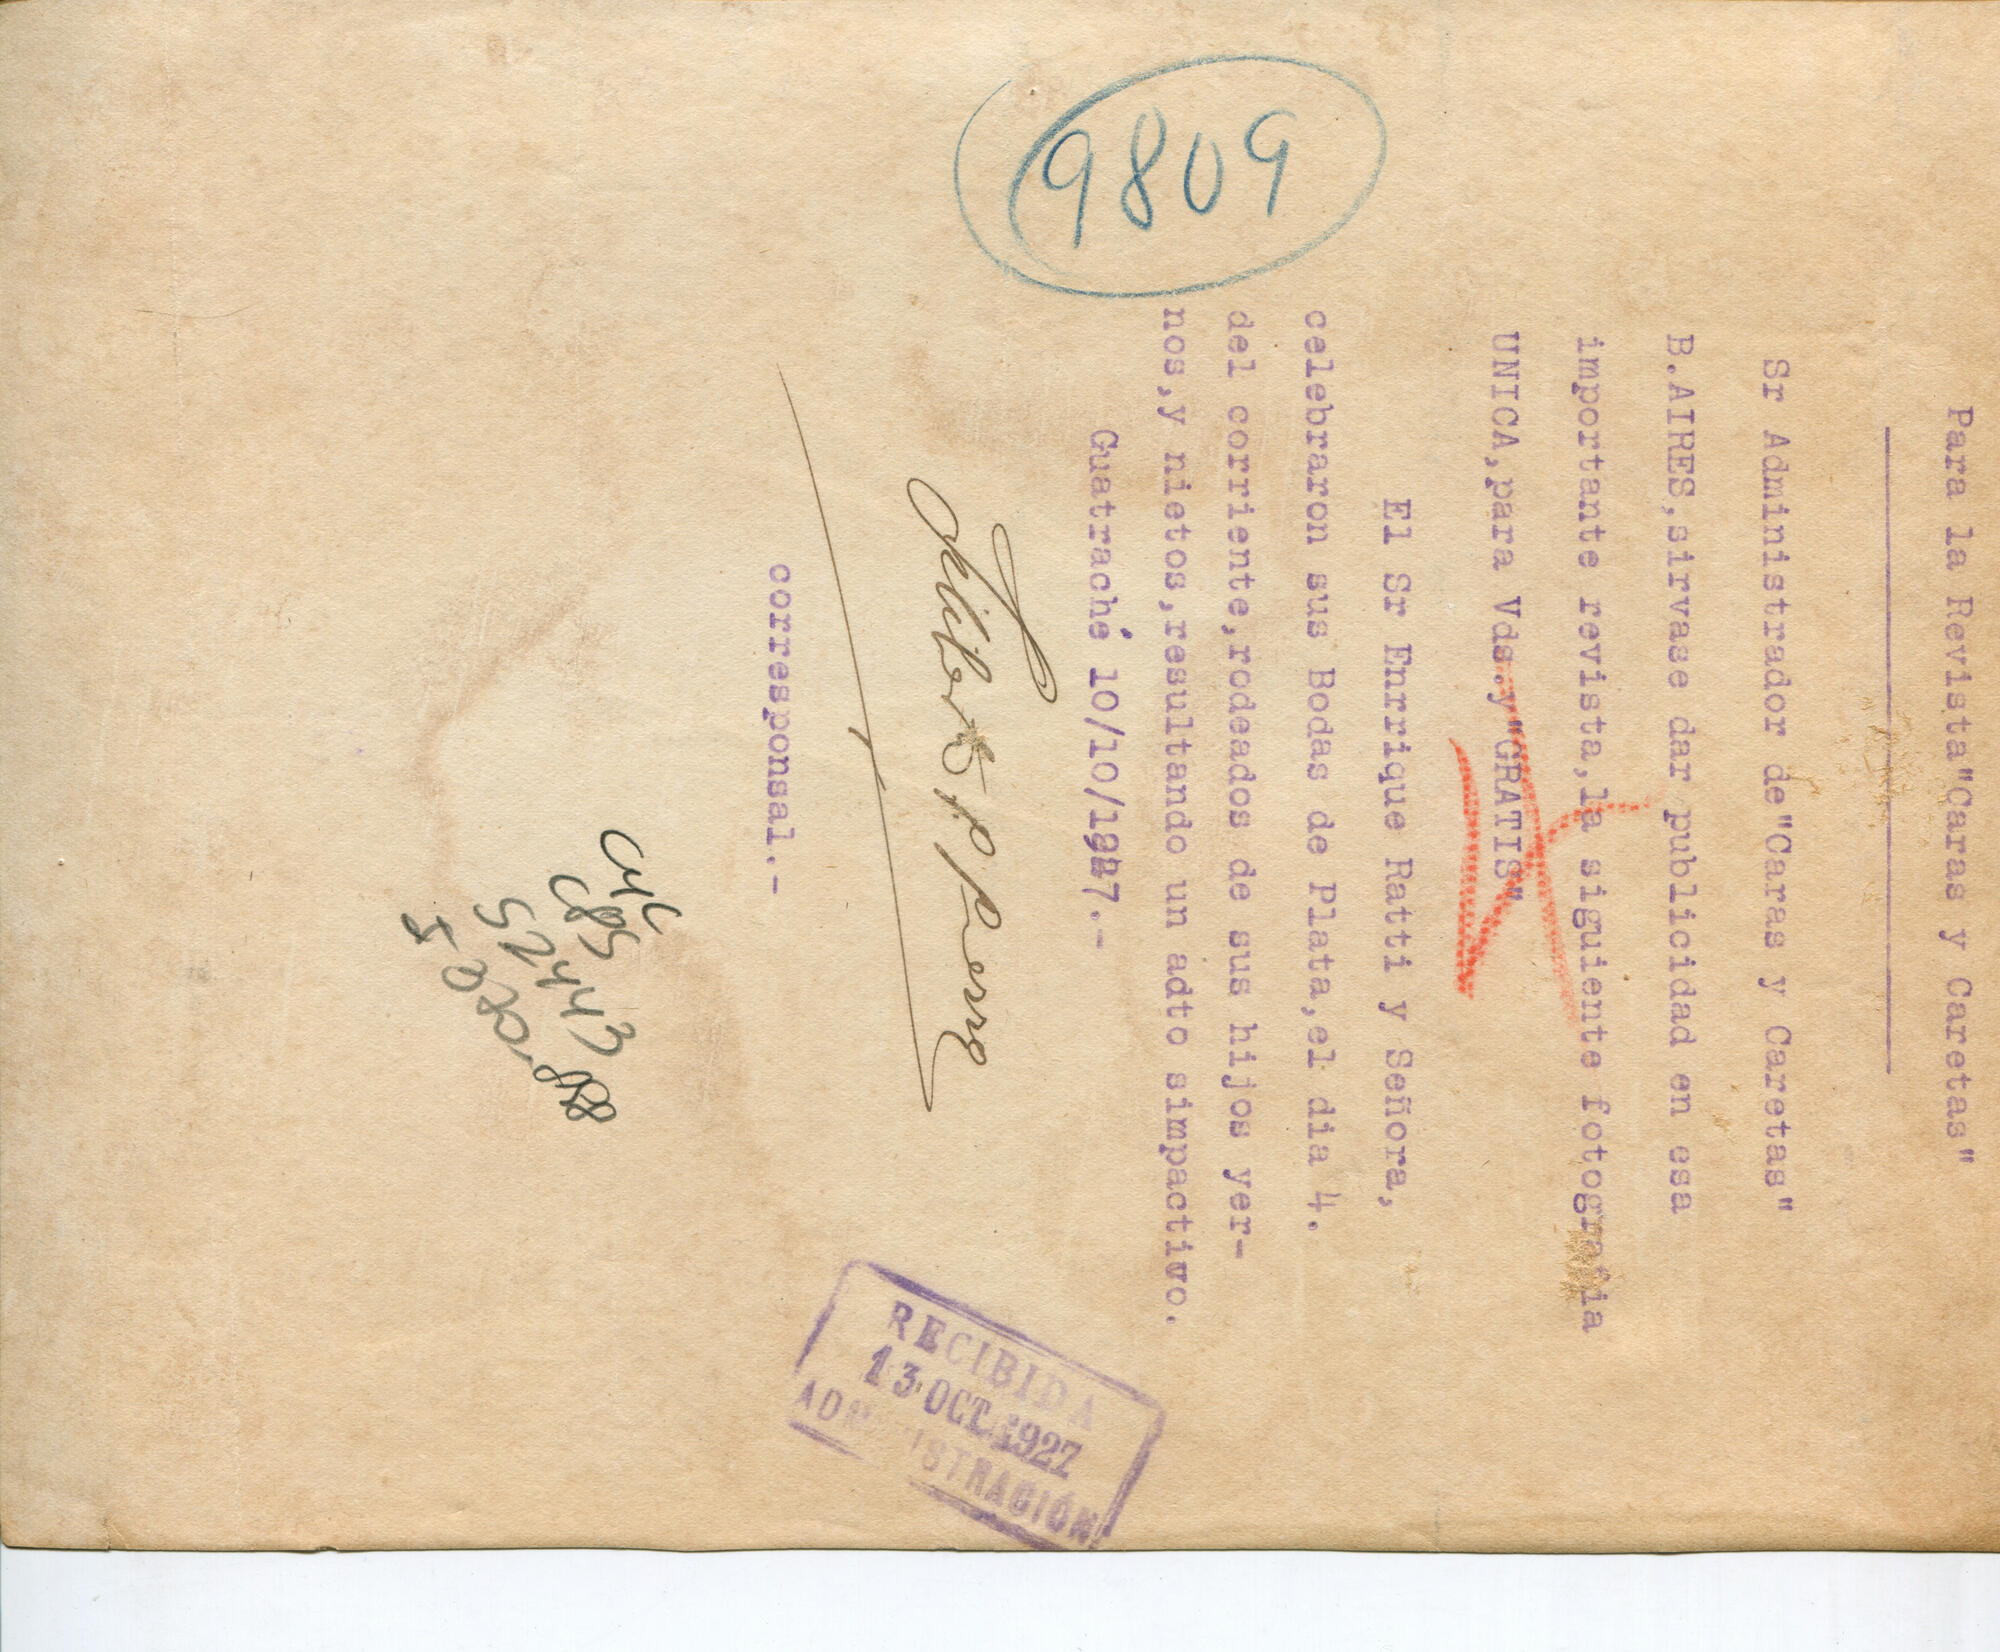 Para la Revista"Caras y Caretas"
Sr Administrador de"Caras y Caretas"
B.AIRES,sirvase dar publicidad en esa
importante revista,la siguiente fotografia
UNICA,para Vds.y"GRATIS"
El Sr Enrrique Ratti y Señora,
celebraron sus Bodas de Plata,el dia 4.
del corriente,rodeados de sus hijos yer-
nos,y nietos,resultando un adto simpactivo.
Guatraché 10/10/1927.-
corresponsal.-
9809
RECIBIDA
13 OCT. 1927
ADMINISTRACIÓN